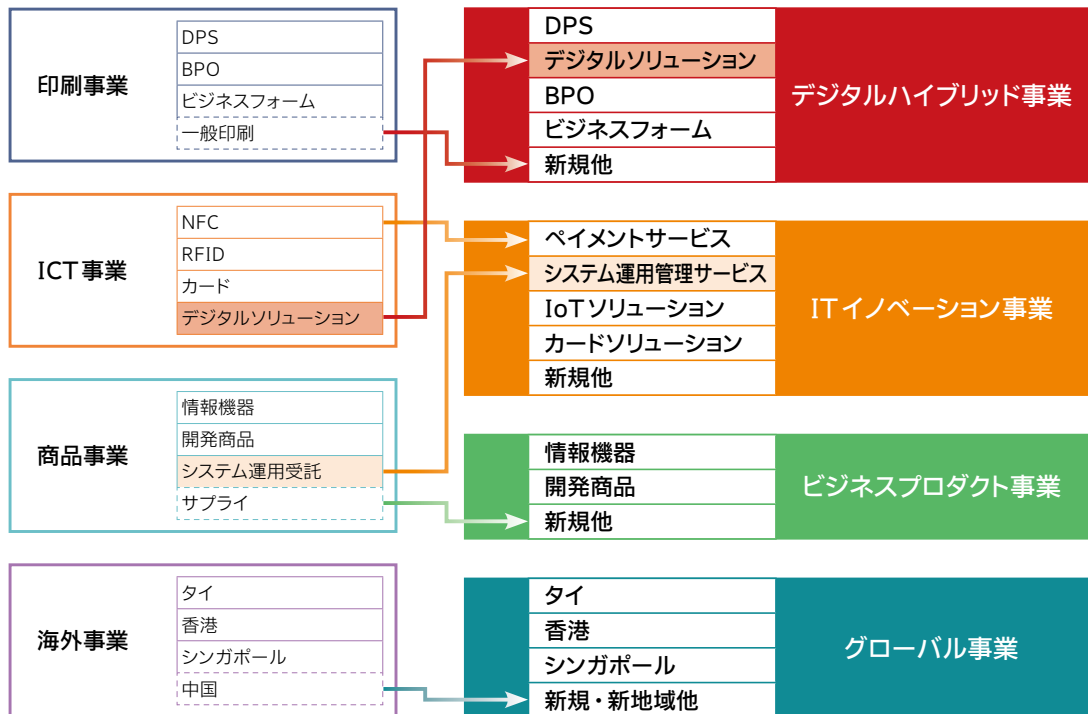 印刷事業
DPS
BPO
ビジネスフォーム
一般印刷
ICT事業
NFC
RFID
カード
デジタルソリューション
商品事業
情報機器
開発商品
システム運用受託
サプライ
海外事業
タイ
香港
シンガポール
中国
DPS
デジタルソリューション
BPO
ビジネスフォーム
新規他
デジタルハイブリッド事業
ペイメントサービス
システム運用管理サービス
IoTソリューション
カードソリューション
新規他
ITイノベーション事業
情報機器
開発商品
新規他
ビジネスプロダクト事業
タイ
香港
シンガポール
新規・新地域他
グローバル事業